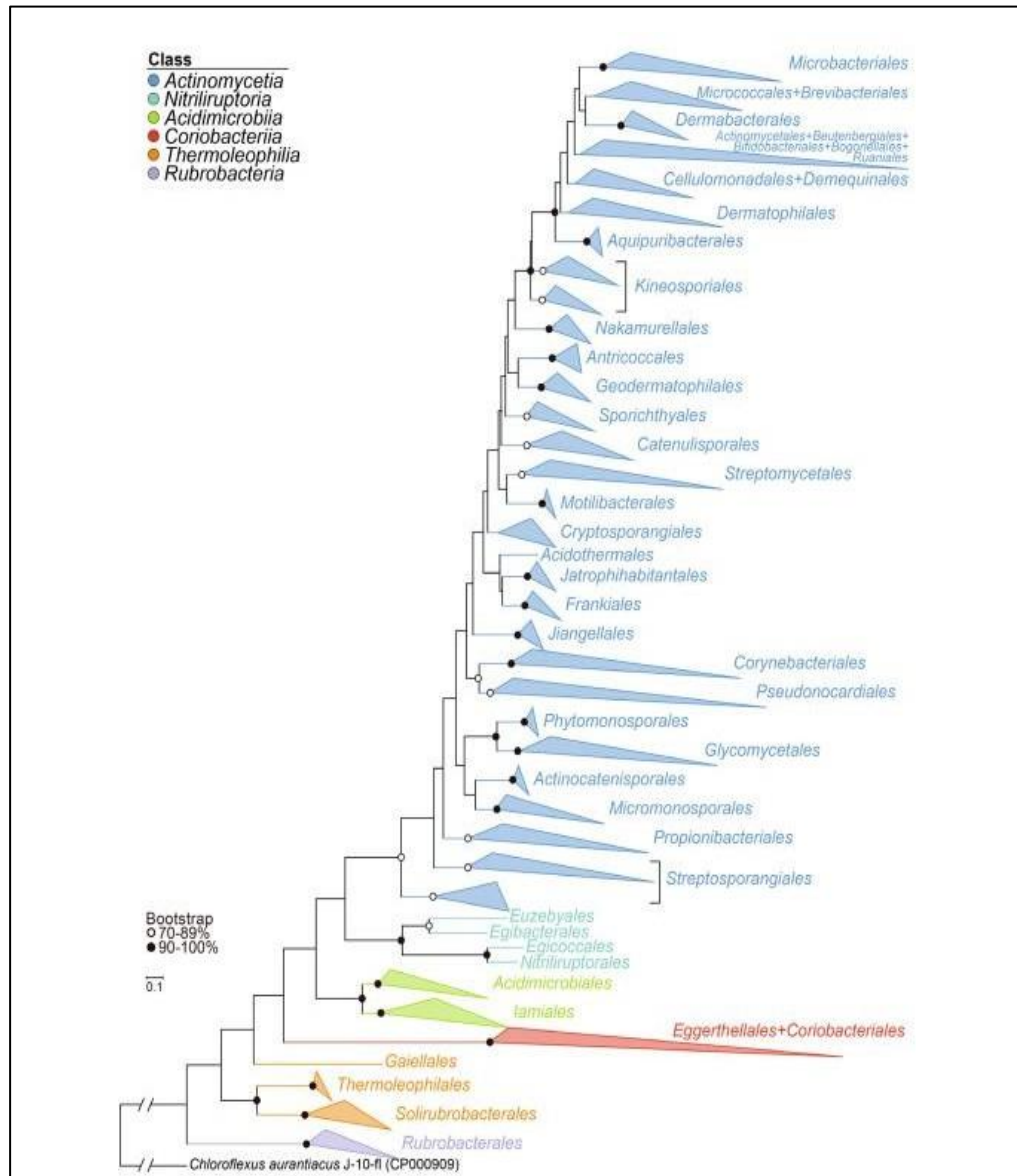 Class
Actinomycetia
Nitriliruptoria
Acidimicrobiia
Coriobacteriia
Thermoleophilia
Rubrobacteria
Microbacteriales
Micrococcales+Brevibacteriales
Dermabacterales
Actinomycetales+Beutenbergiales+
Bifidobacteriales+Bogoriellales+
Ruaniales
Cellulomonadales+Demequinales
Dermatophilales
Aquipuribacterales
Kineosporiales
Nakamurellales
Antricoccales
Geodermatophilales
Sporichthyales
Catenulisporales
Streptomycetales
Motilibacterales
Cryptosporangiales
Acidothermales
Jatrophihabitantales
Frankiales
Jiangellales
Corynebacteriales
Pseudonocardiales
Phytomonosporales
Glycomycetales
Actinocatenisporales
Micromonosporales
Propionibacteriales
Streptosporangiales
Euzebyales
Egibacterales
Egicoccales
Nitriliruptorales
Bootstrap
70-89%
90-100%
0.1
Acidimicrobiales
Iamiales
Eggerthellales+Coriobacteriales
Gaiellales
Thermoleophilales
Solirubrobacterales
Rubrobacterales
Chloroflexus aurantiacus J-10-fl (CP000909)